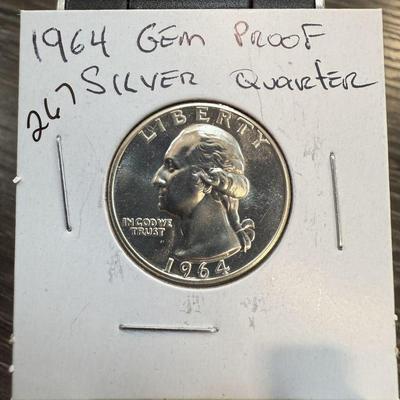 1964 GEM PROOF
267 SILVER QUARTER
LIBERTY
IN GOD WE
TRUST
1964